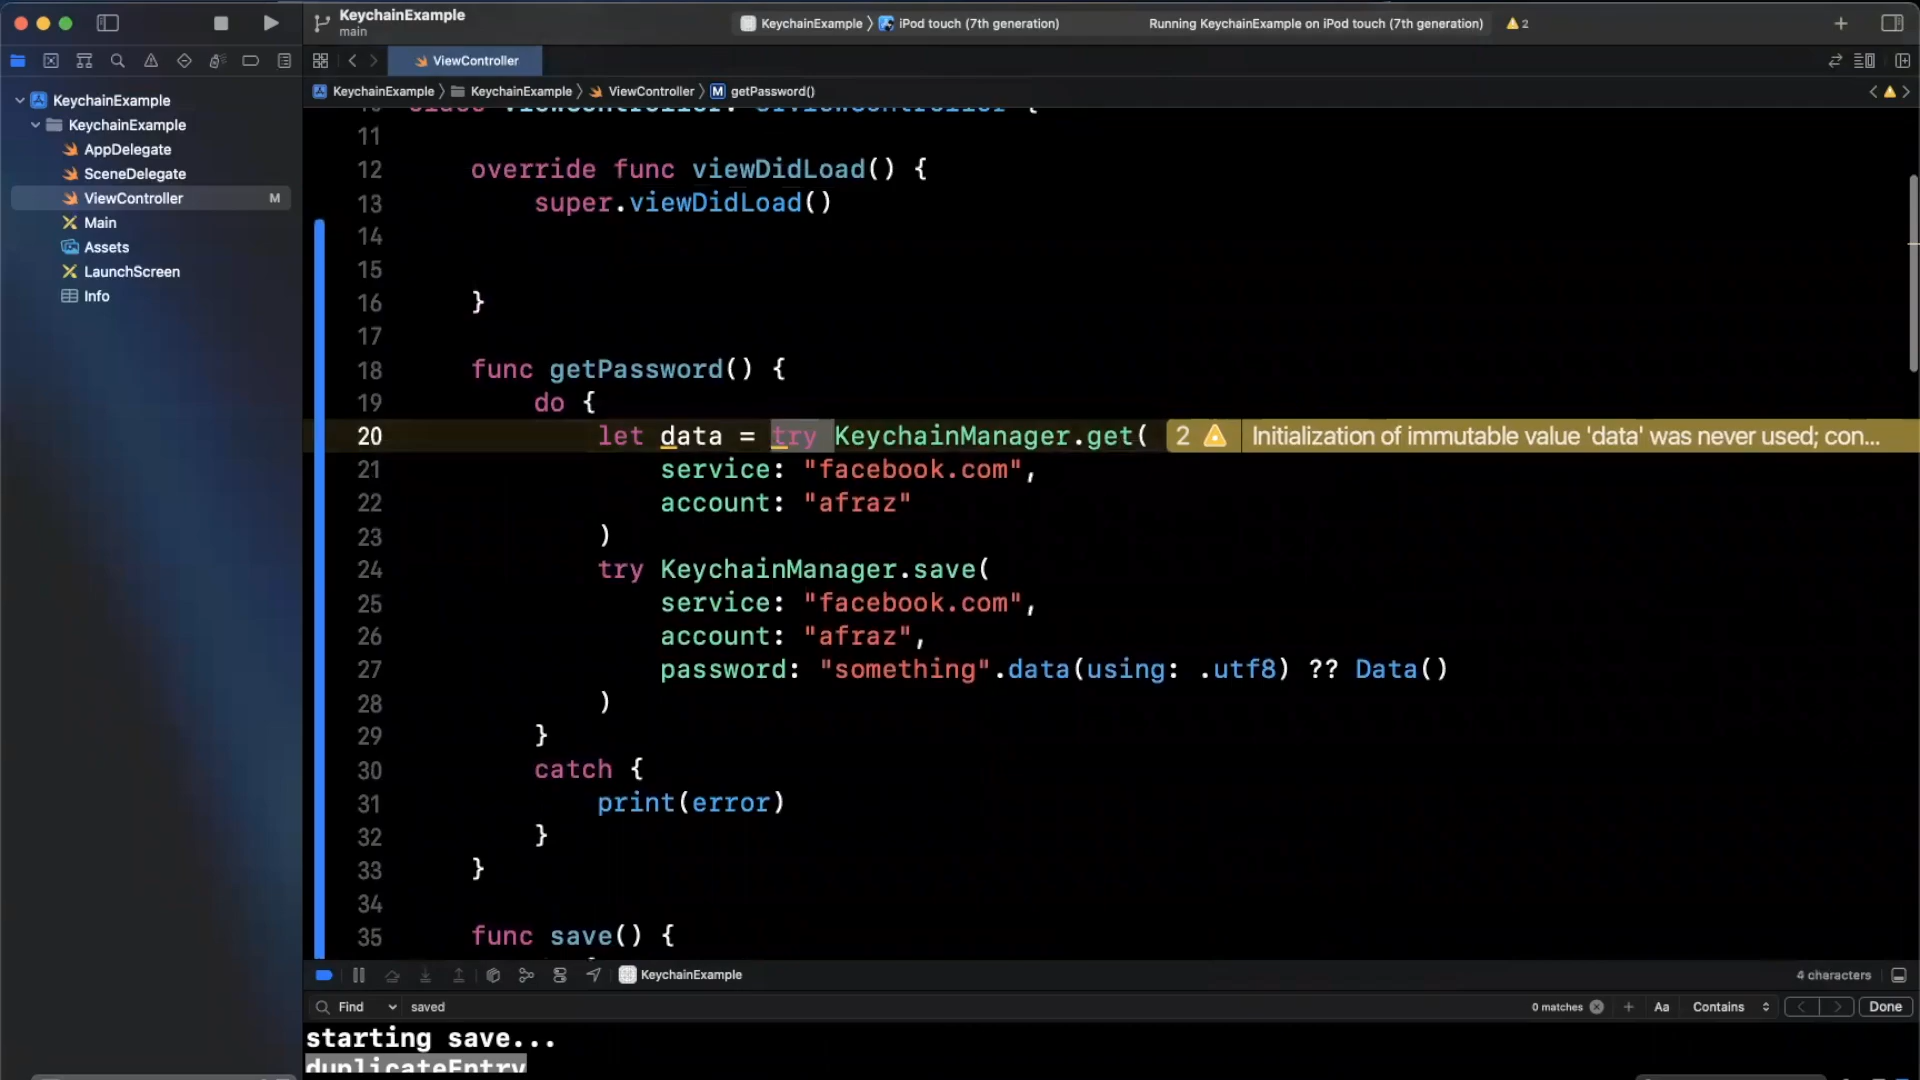 KeychainExample
main
KeychainExample
iPod touch (7th generation)
Running KeychainExample on iPod touch (7th generation)
2
ViewController
KeychainExample
KeychainExample
ViewController
M
getPassword()
KeychainExample
KeychainExample
AppDelegate
SceneDelegate
ViewController
M
Main
Assets
LaunchScreen
Info
11
12 override func viewDidLoad() {
13 super.viewDidLoad()
14
15
16 }
17
18 func getPassword() {
19 do {
20 let data = try KeychainManager.get(
2
Initialization of immutable value 'data' was never used; con...
21 service: "facebook.com",
22 account: "afraz"
23 )
24 try KeychainManager.save(
25 service: "facebook.com",
26 account: "afraz",
27 password: "something".data(using: .utf8) ?? Data()
28 )
29 }
30 catch {
31 print(error)
32 }
33 }
34
35 func save() {
KeychainExample
4 characters
Find
saved
0 matches
Aa
Contains
Done
starting save...
duplicateEntry